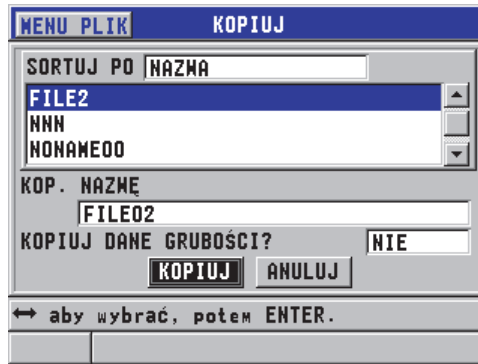 MENU PLIK KOPIUJ
SORTUJ PO NAZWA
FILE2
NNN
NONAME00
KOP. NAZWĘ
FILE02
KOPIUJ DANE GRUBOŚCI? NIE
KOPIUJ ANULUJ
↔ aby wybrać, potem ENTER.